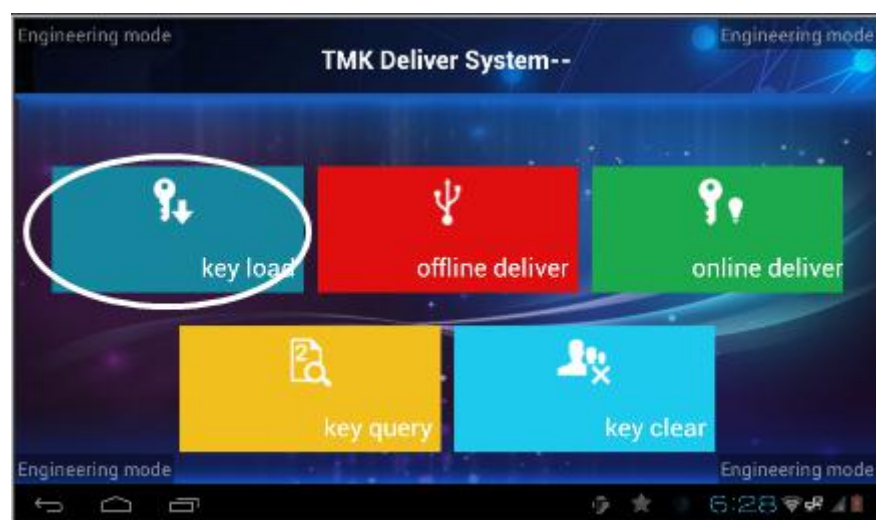 Engineering mode
Engineering mode
TMK Deliver System--
key load
offline deliver
online deliver
2
key query
key clear
Engineering mode
Engineering mode
6:28